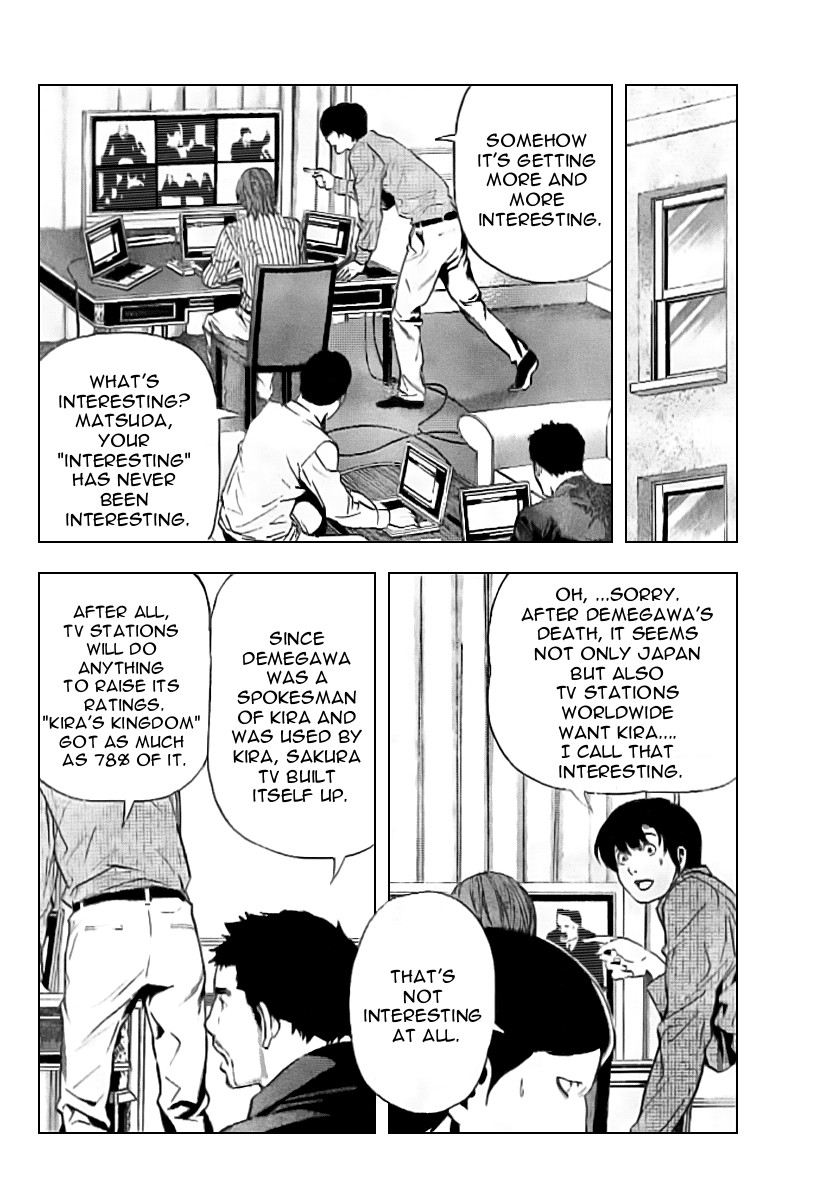 SOMEHOW
IT'S GETTING
MORE AND
MORE
INTERESTING.
WHAT'S
INTERESTING?
MATSUDA,
YOUR
"INTERESTING"
HAS NEVER
BEEN
INTERESTING.
OH, ...SORRY.
AFTER DEMEGAWA'S
DEATH, IT SEEMS
NOT ONLY JAPAN
BUT ALSO
TV STATIONS
WORLDWIDE
WANT KIRA....
I CALL THAT
INTERESTING.
THAT'S
NOT
INTERESTING
AT ALL.
SINCE
DEMEGAWA
WAS A
SPOKESMAN
OF KIRA AND
WAS USED BY
KIRA, SAKURA
TV BUILT
ITSELF UP.
AFTER ALL,
TV STATIONS
WILL DO
ANYTHING
TO RAISE ITS
RATINGS.
"KIRA'S KINGDOM"
GOT AS MUCH
AS 78% OF IT.